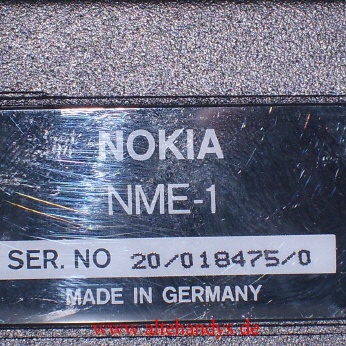 NOKIA
NME-1
SER. NO 20/018475/0
MADE IN GERMANY
www.altehandys.de